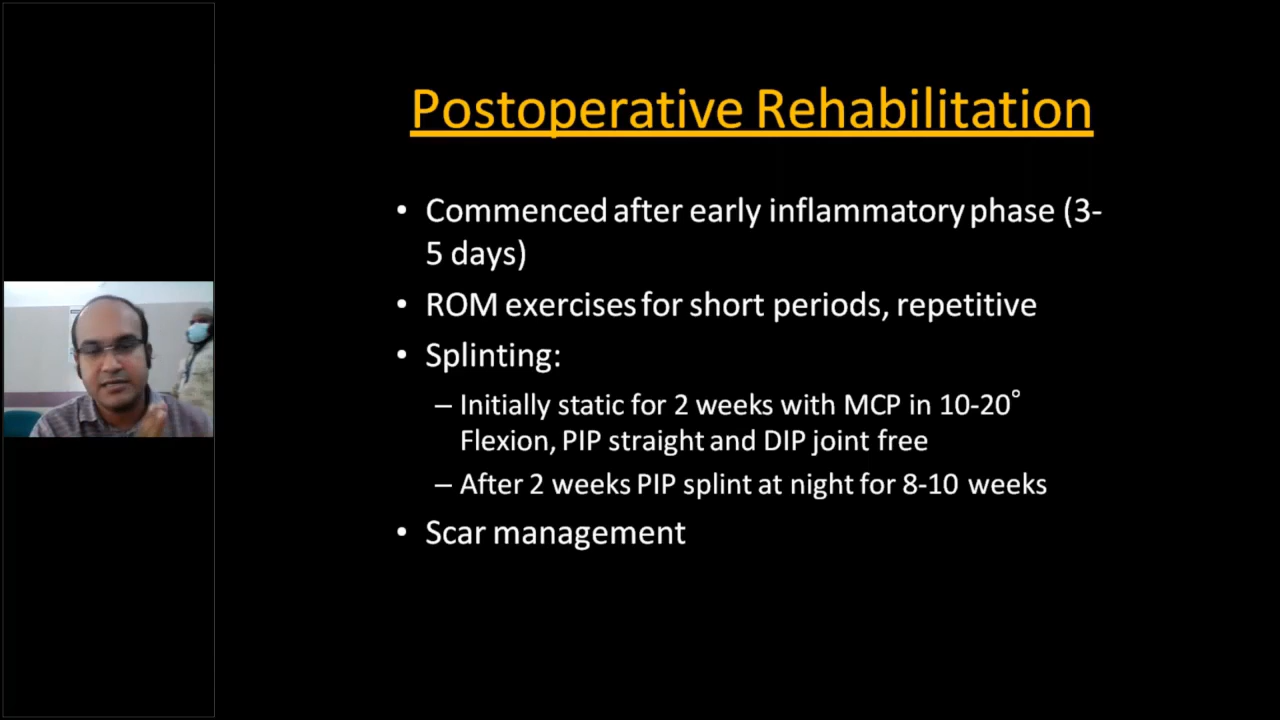 Postoperative Rehabilitation
• Commenced after early inflammatory phase (3-
5 days)
• ROM exercises for short periods, repetitive
• Splinting:
– Initially static for 2 weeks with MCP in 10-20°
Flexion, PIP straight and DIP joint free
– After 2 weeks PIP splint at night for 8-10 weeks
• Scar management